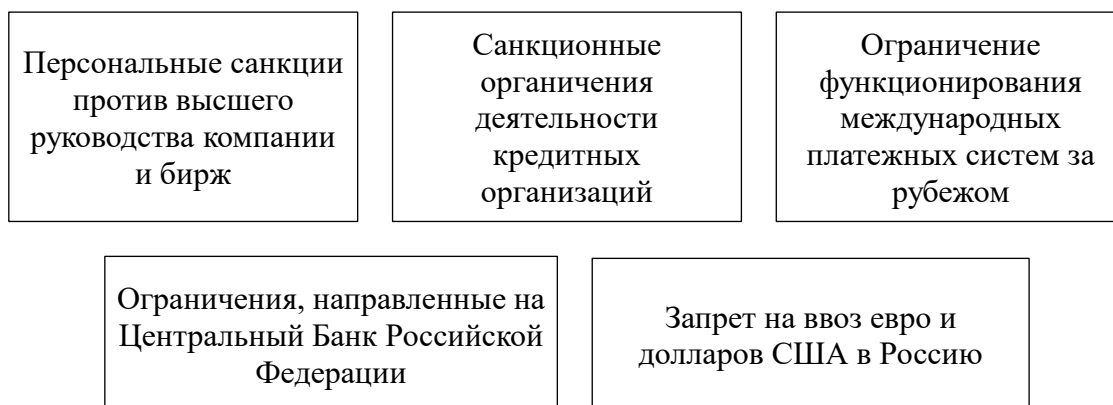 Персональные санкции
против высшего
руководства компании
и бирж
Санкционные
органичения
деятельности
кредитных
организаций
Ограничение
функционирования
международных
платежных систем за
рубежом
Ограничения, направленные на
Центральный Банк Российской
Федерации
Запрет на ввоз евро и
долларов США в Россию